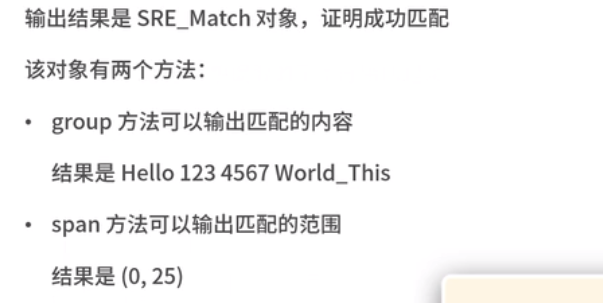 输出结果是 SRE_Match 对象，证明成功匹配
该对象有两个方法：
• group 方法可以输出匹配的内容
结果是 Hello 123 4567 World_This
• span 方法可以输出匹配的范围
结果是 (0, 25)